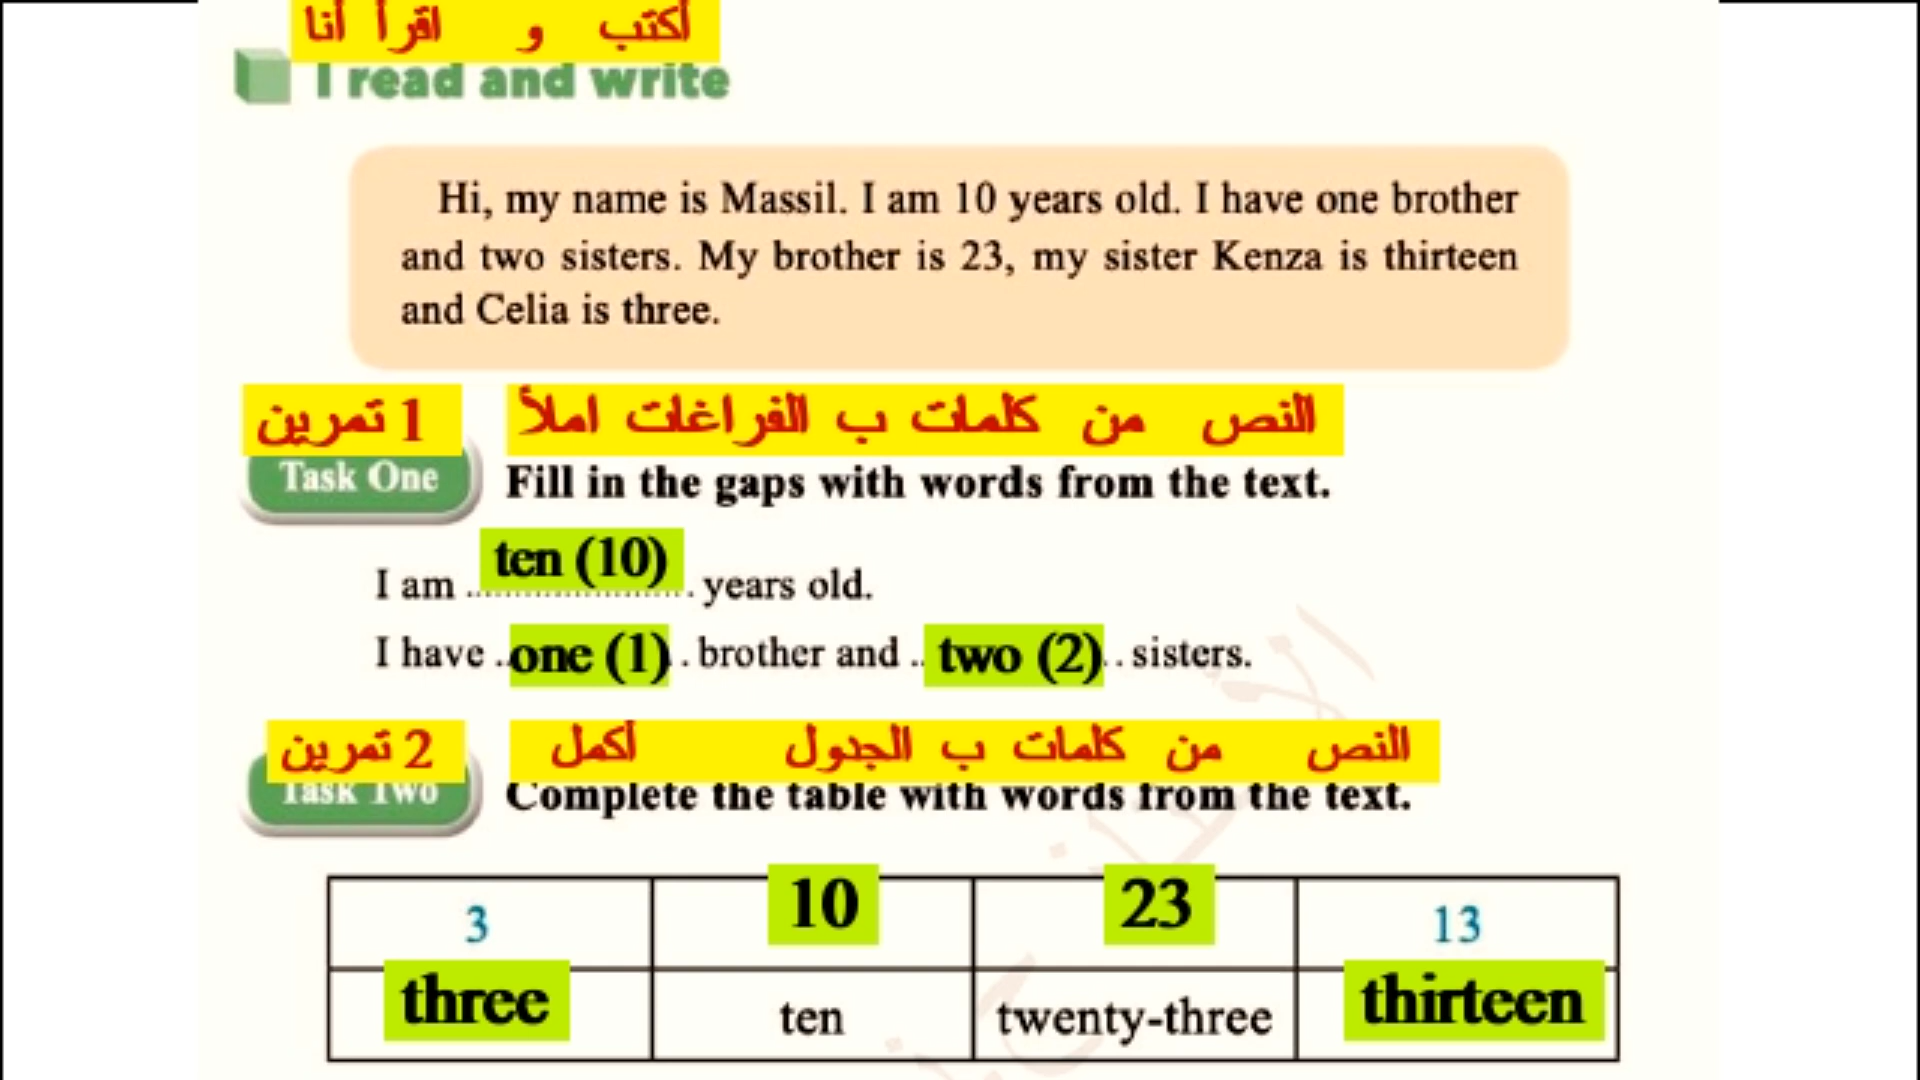 أكتب و اقرأ أنا
I read and write
Hi, my name is Massil. I am 10 years old. I have one brother
and two sisters. My brother is 23, my sister Kenza is thirteen
and Celia is three.
تمرين 1 النص من كلمات ب الفراغات املأ
Task One Fill in the gaps with words from the text.
I am ten (10) years old.
I have one (1) brother and two (2) sisters.
تمرين 2 أكمل الجدول ب كلمات من النص
Task Two Complete the table with words from the text.
3 10 23 13
three ten twenty-three thirteen